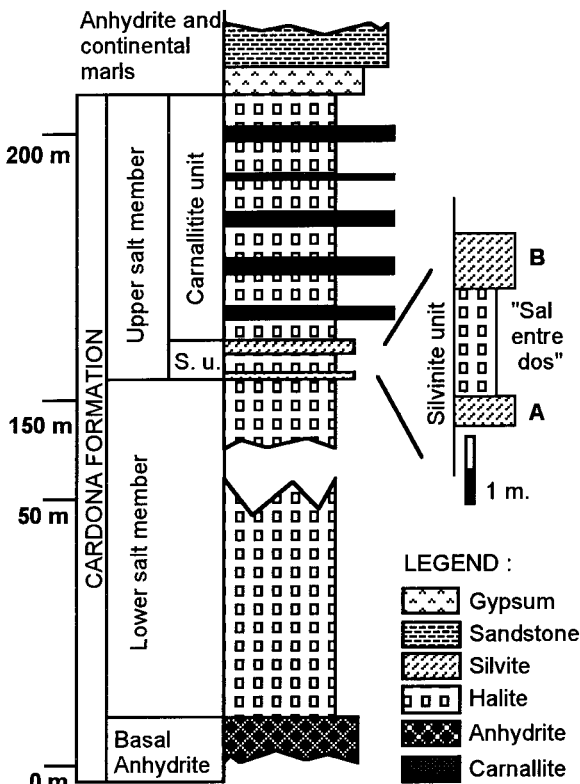 Anhydrite and
continental
marls
200 m
150 m
50 m
0 m
CARDONA FORMATION
Upper salt member
Lower salt member
Carnallitite unit
S. u.
Basal
Anhydrite
Silvinite unit
B
"Sal
entre
dos"
A
1 m.
LEGEND :
Gypsum
Sandstone
Silvite
Halite
Anhydrite
Carnallite